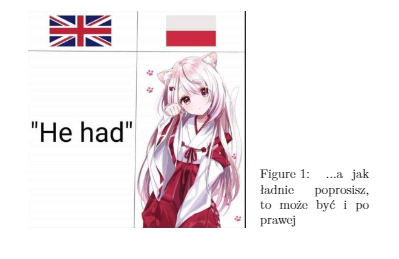 "He had"
Figure 1: ...a jak
ładnie poprosisz,
to może być i po
prawej